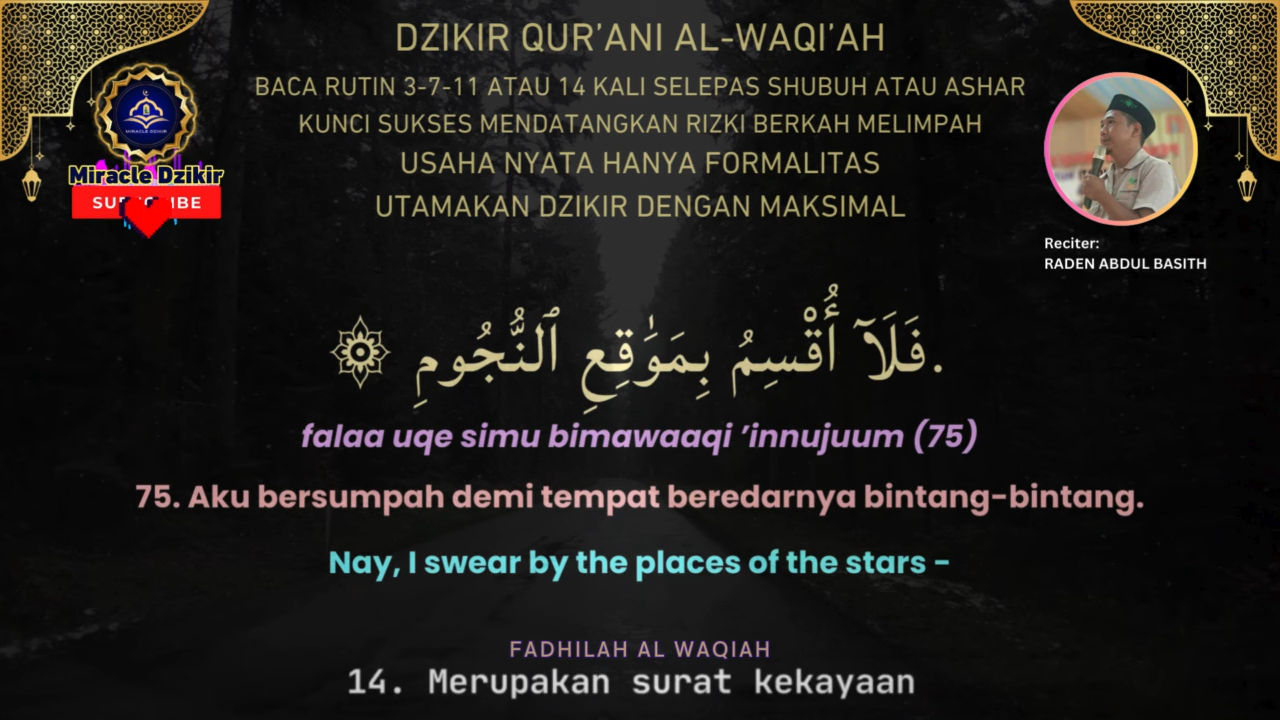 DZIKIR QUR'ANI AL-WAQI'AH
BACA RUTIN 3-7-11 ATAU 14 KALI SELEPAS SHUBUH ATAU ASHAR
KUNCI SUKSES MENDATANGKAN RIZKI BERKAH MELIMPAH
USAHA NYATA HANYA FORMALITAS
UTAMAKAN DZIKIR DENGAN MAKSIMAL
MIRACLE DZIKIR
Miracle Dzikir
Reciter:
RADEN ABDUL BASITH
.فَلَآ أُقْسِمُ بِمَوَٰقِعِ ٱلنُّجُومِ ۞
falaa uqe simu bimawaaqi 'innujuum (75)
75. Aku bersumpah demi tempat beredarnya bintang-bintang.
Nay, I swear by the places of the stars -
FADHILAH AL WAQIAH
14. Merupakan surat kekayaan